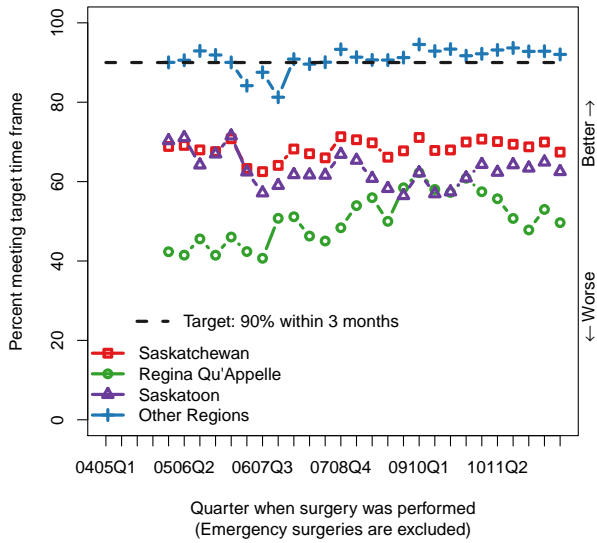 Percent meeting target time frame
100
80
60
40
20
0
Better →
← Worse
Target: 90% within 3 months
Saskatchewan
Regina Qu'Appelle
Saskatoon
Other Regions
0405Q1 0506Q2 0607Q3 0708Q4 0910Q1 1011Q2
Quarter when surgery was performed
(Emergency surgeries are excluded)